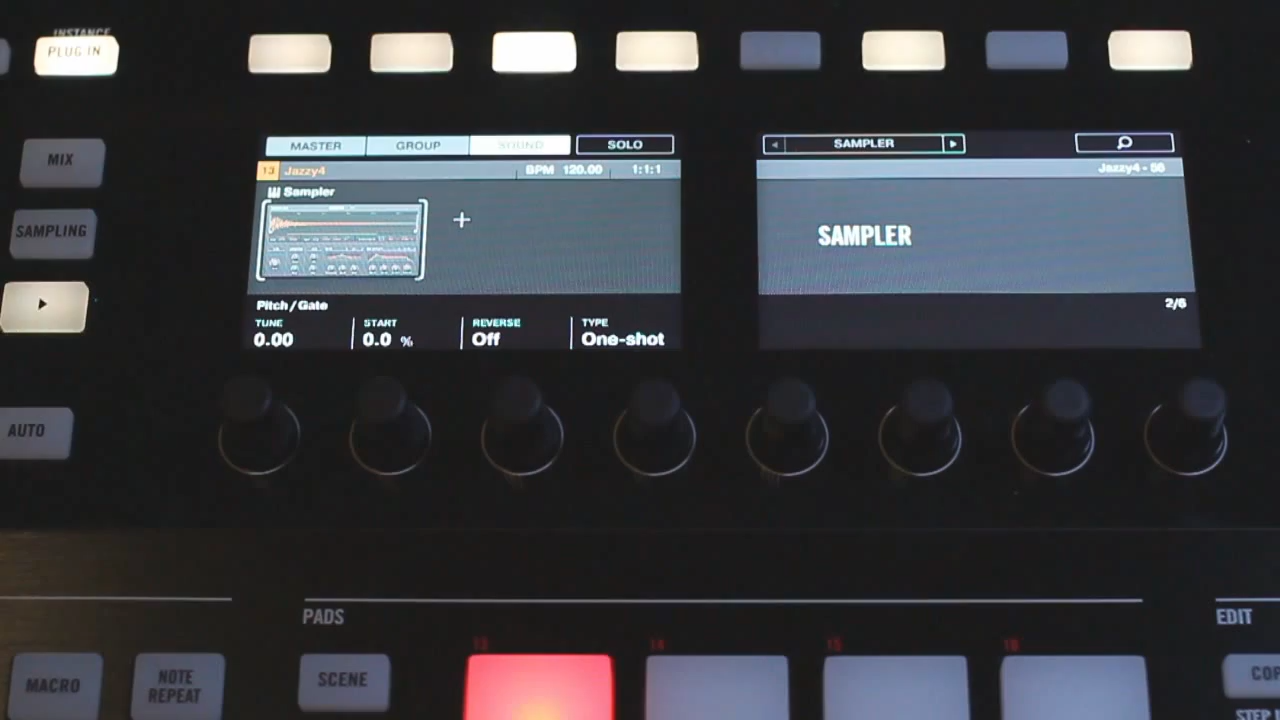 INSTANCE
PLUG-IN
MIX
SAMPLING
AUTO
MASTER GROUP SOUND SOLO
13 Jazzy4 BPM 120.00 1:1:1
Sampler
Pitch / Gate
TUNE START REVERSE TYPE
0.00 0.0 % Off One-shot
SAMPLER
Jazzy4 - 56
SAMPLER
2/6
PADS
EDIT
13 14 15 16
MACRO
NOTE
REPEAT
SCENE
COP